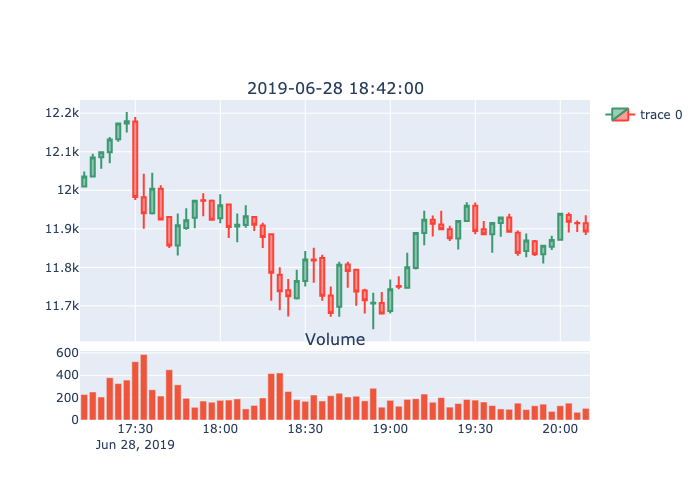 2019-06-28 18:42:00
12.2k
12.1k
12k
11.9k
11.8k
11.7k
trace 0
Volume
600
400
200
0
17:30 18:00 18:30 19:00 19:30 20:00
Jun 28, 2019